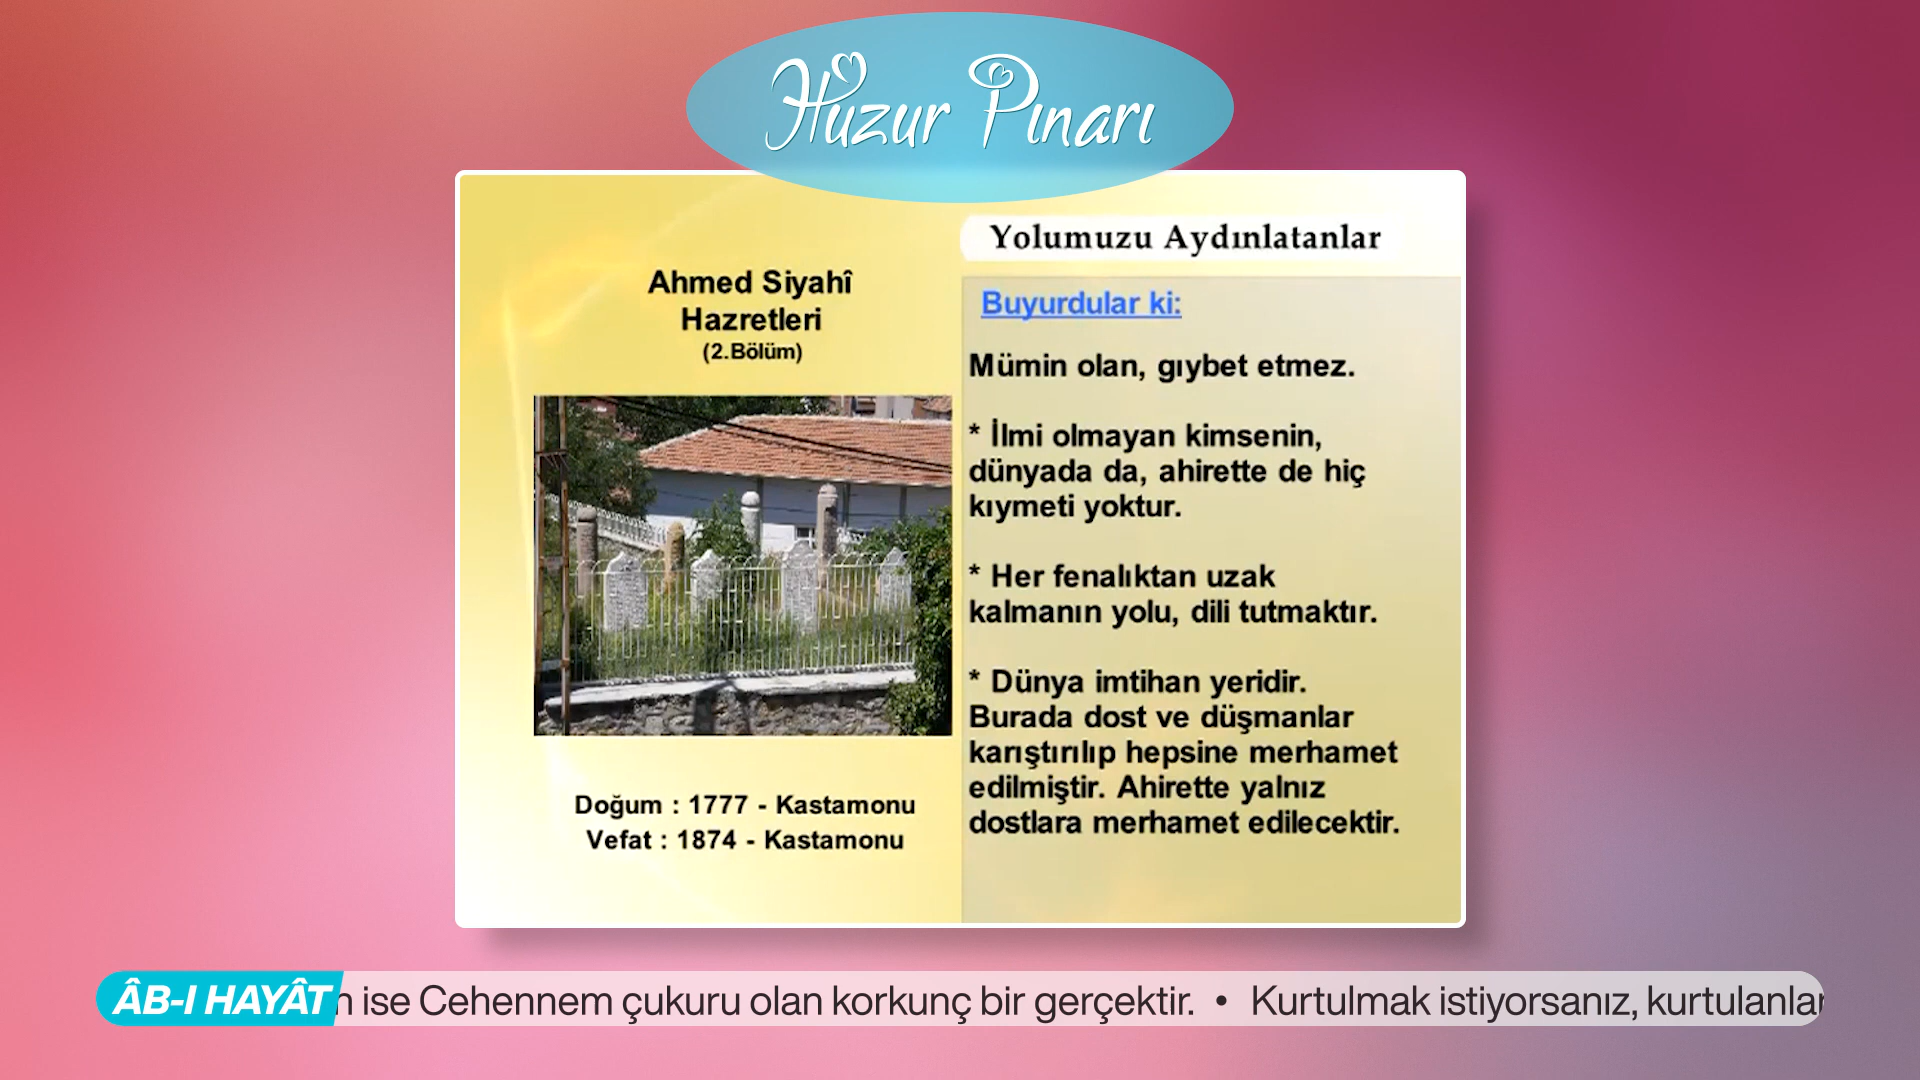 Huzur Pınarı
Yolumuzu Aydınlatanlar
Ahmed Siyahî
Hazretleri
(2.Bölüm)
Doğum : 1777 - Kastamonu
Vefat : 1874 - Kastamonu
Buyurdular ki:
Mümin olan, gıybet etmez.
* İlmi olmayan kimsenin,
dünyada da, ahirette de hiç
kıymeti yoktur.
* Her fenalıktan uzak
kalmanın yolu, dili tutmaktır.
* Dünya imtihan yeridir.
Burada dost ve düşmanlar
karıştırılıp hepsine merhamet
edilmiştir. Ahirette yalnız
dostlara merhamet edilecektir.
ÂB-I HAYÂT ise Cehennem çukuru olan korkunç bir gerçektir. • Kurtulmak istiyorsanız, kurtulanlar